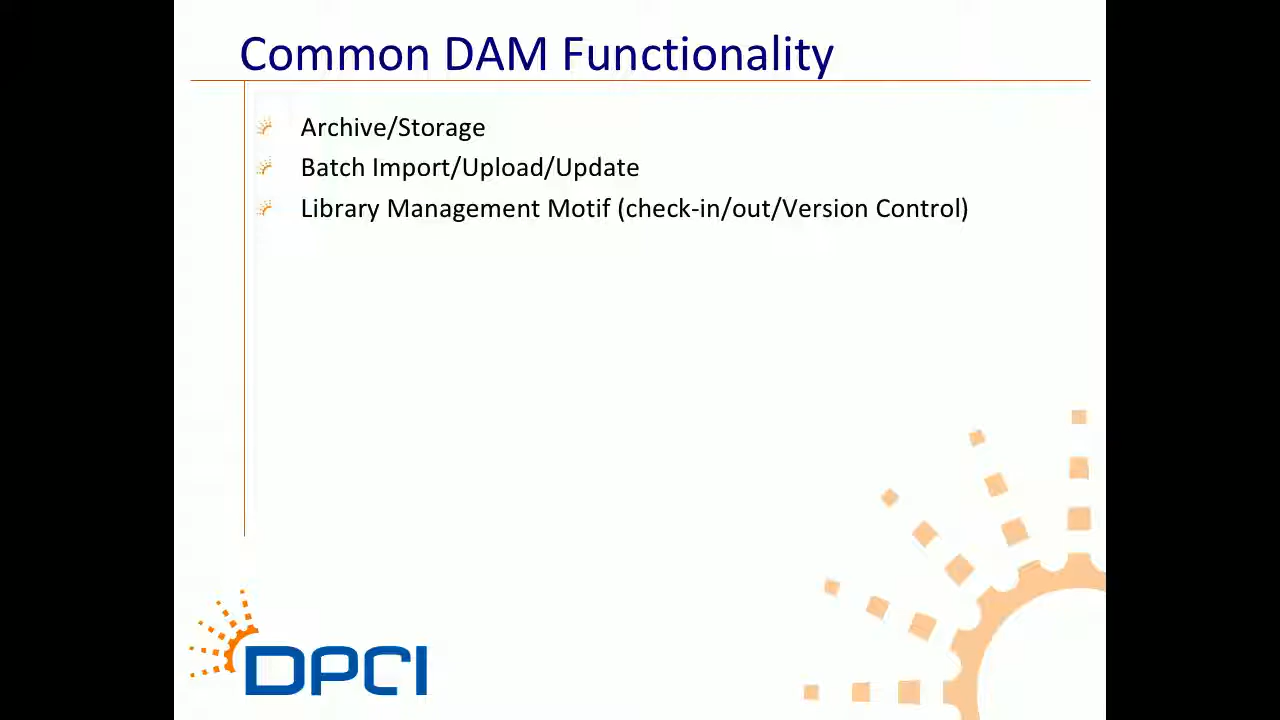 Common DAM Functionality
Archive/Storage
Batch Import/Upload/Update
Library Management Motif (check-in/out/Version Control)
DPCI